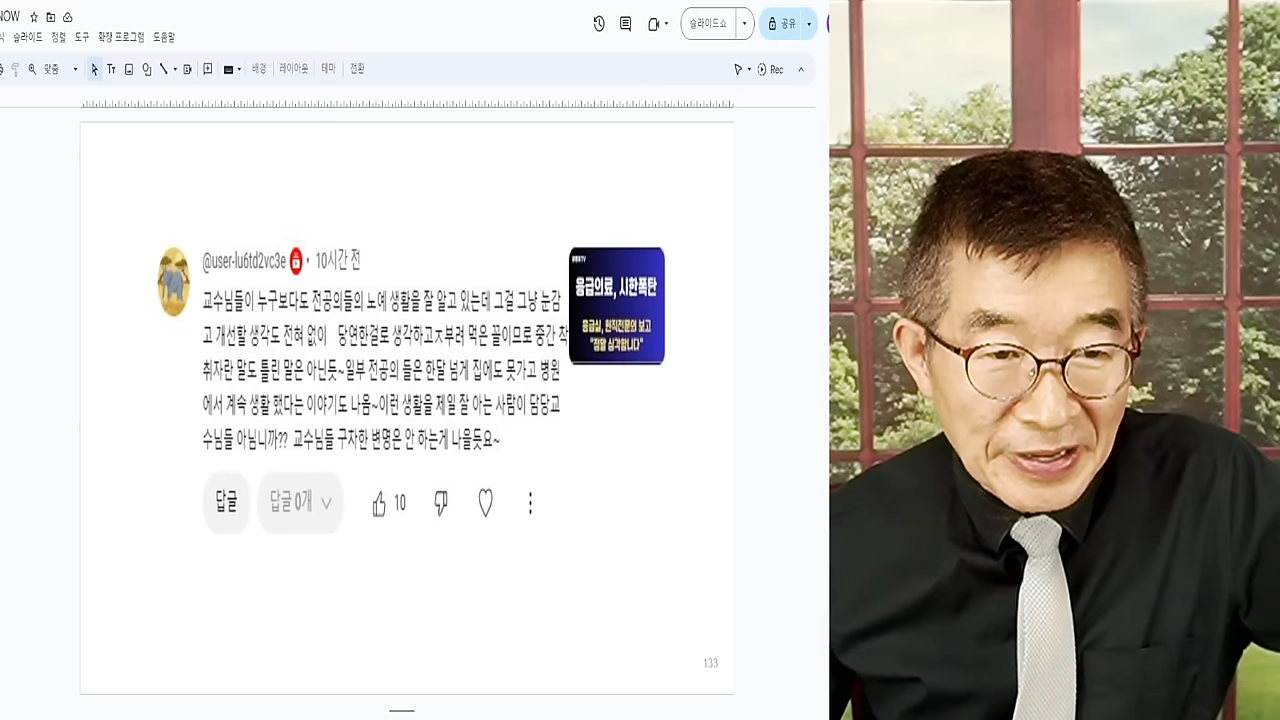 NOW
슬라이드 정렬 도구 확장 프로그램 도움말
슬라이드쇼
공유
맞춤
Tт
배경
레이아웃
테마
전환
Rec
@user-lu6td2vc3e · 10시간 전
교수님들이 누구보다도 전공의들의 노예 생활을 잘 알고 있는데 그걸 그냥 눈감
고 개선할 생각도 전혀 없이 당연한걸로 생각하고ㅈ부려 먹은 꼴이므로 중간 착
취자란 말도 틀린 말은 아닌듯~일부 전공의 들은 한달 넘게 집에도 못가고 병원
에서 계속 생활 했다는 이야기도 나옴~이런 생활을 제일 잘 아는 사람이 담당교
수님들 아닙니까?? 교수님들 구차한 변명은 안 하는게 나을듯요~
답글
답글 0개
10
응급의료, 시한폭탄
응급실, 현직전문의 보고
"정말 심각합니다"
133